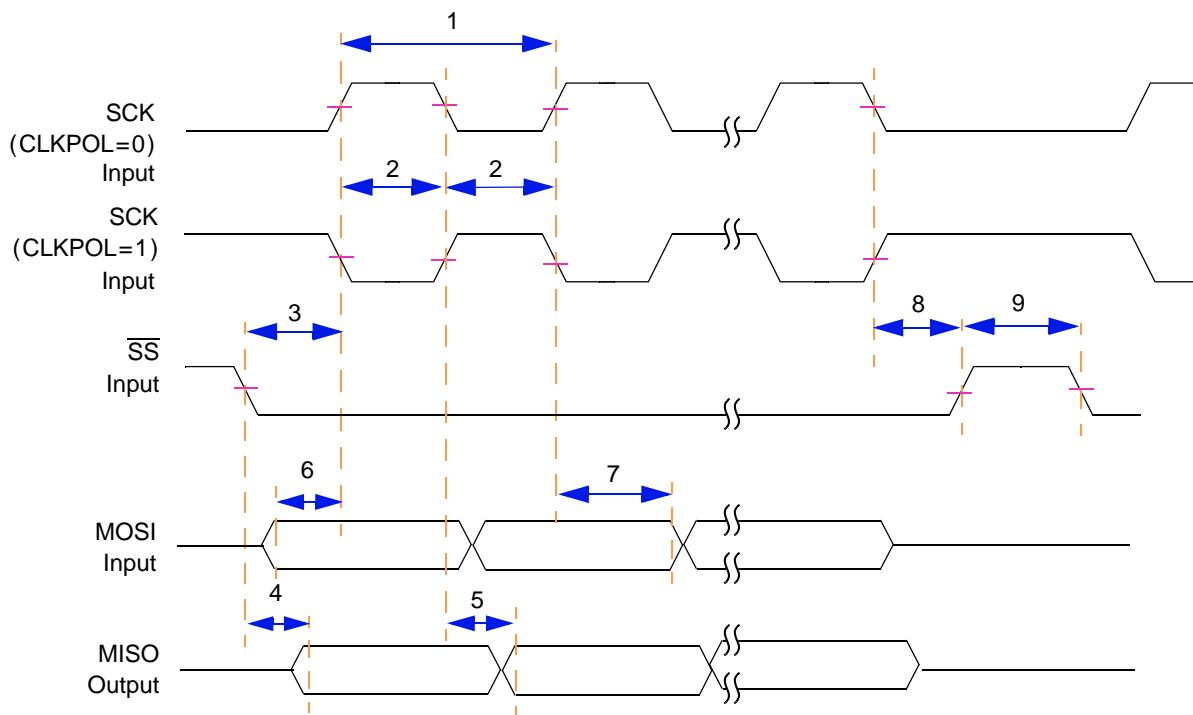 1
SCK
(CLKPOL=0)
Input
2 2
SCK
(CLKPOL=1)
Input
3
8 9
SS
Input
6
7
MOSI
Input
4
5
MISO
Output